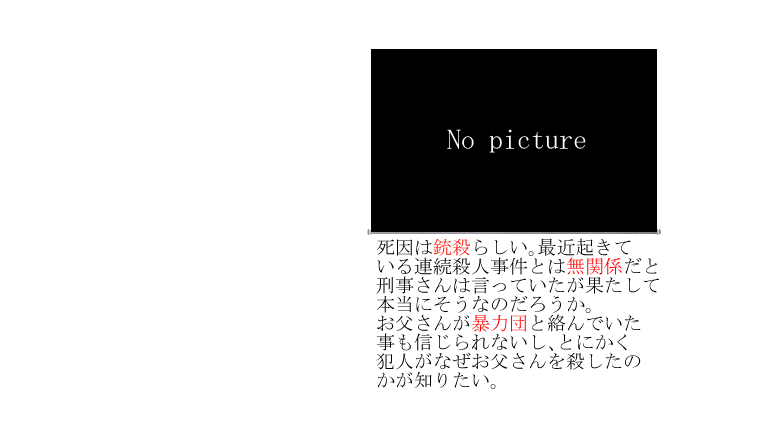 No picture
死因は銃殺らしい。最近起きて
いる連続殺人事件とは無関係だと
刑事さんは言っていたが果たして
本当にそうなのだろうか。
お父さんが暴力団と絡んでいた
事も信じられないし、とにかく
犯人がなぜお父さんを殺したの
かが知りたい。